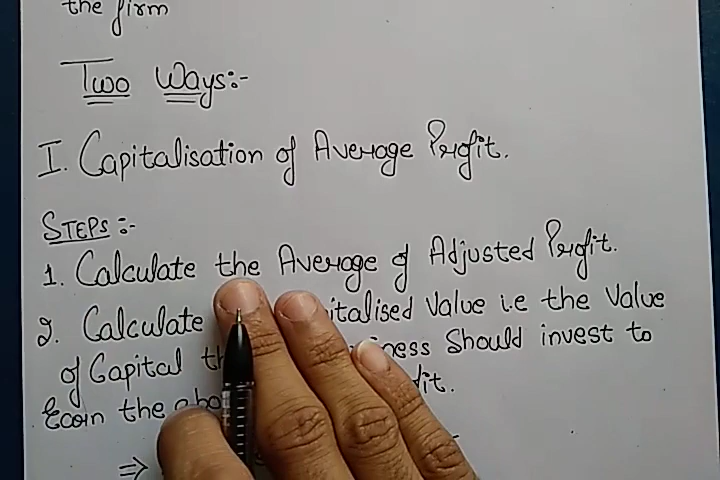 the firm
Two Ways:-
I. Capitalisation of Average Profit.
STEPS:-
1. Calculate the Average of Adjusted Profit.
2. Calculate italised Value i.e the Value
of Capital iness Should invest to
Earn the